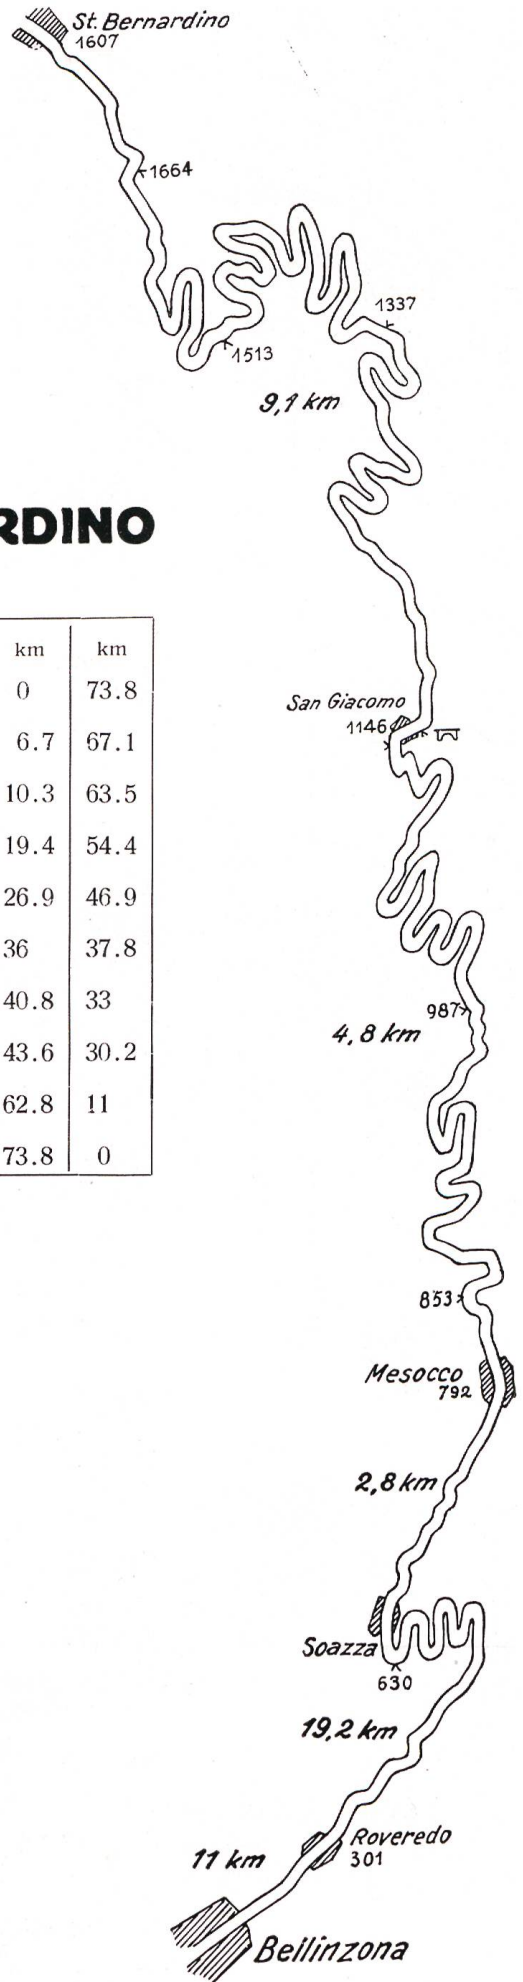 St. Bernardino
1607
1664
1337
1513
9,1 km
RDINO
km km
0 73.8
6.7 67.1
10.3 63.5
19.4 54.4
26.9 46.9
36 37.8
40.8 33
43.6 30.2
62.8 11
73.8 0
San Giacomo
1146
987
4,8 km
853
Mesocco
792
2,8 km
Soazza
630
19,2 km
Roveredo
301
11 km
Bellinzona